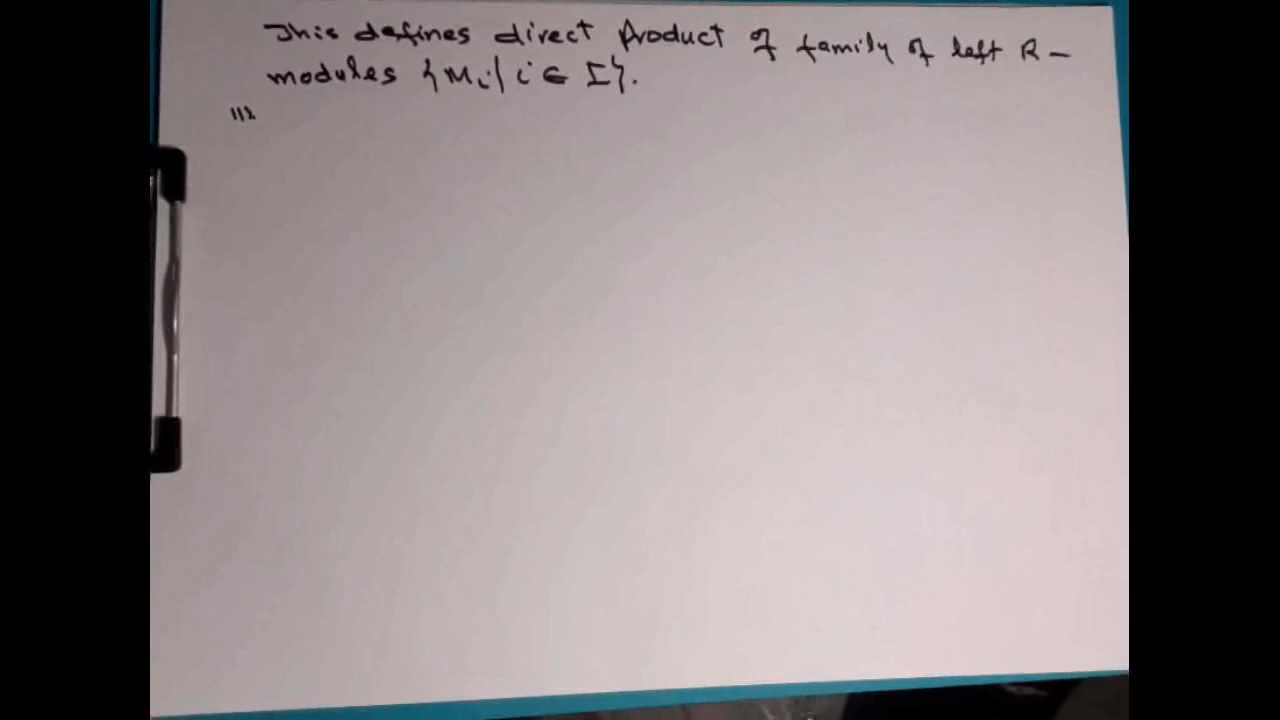 This defines direct product of family of left R-
modules {Mi | i ∈ I}.